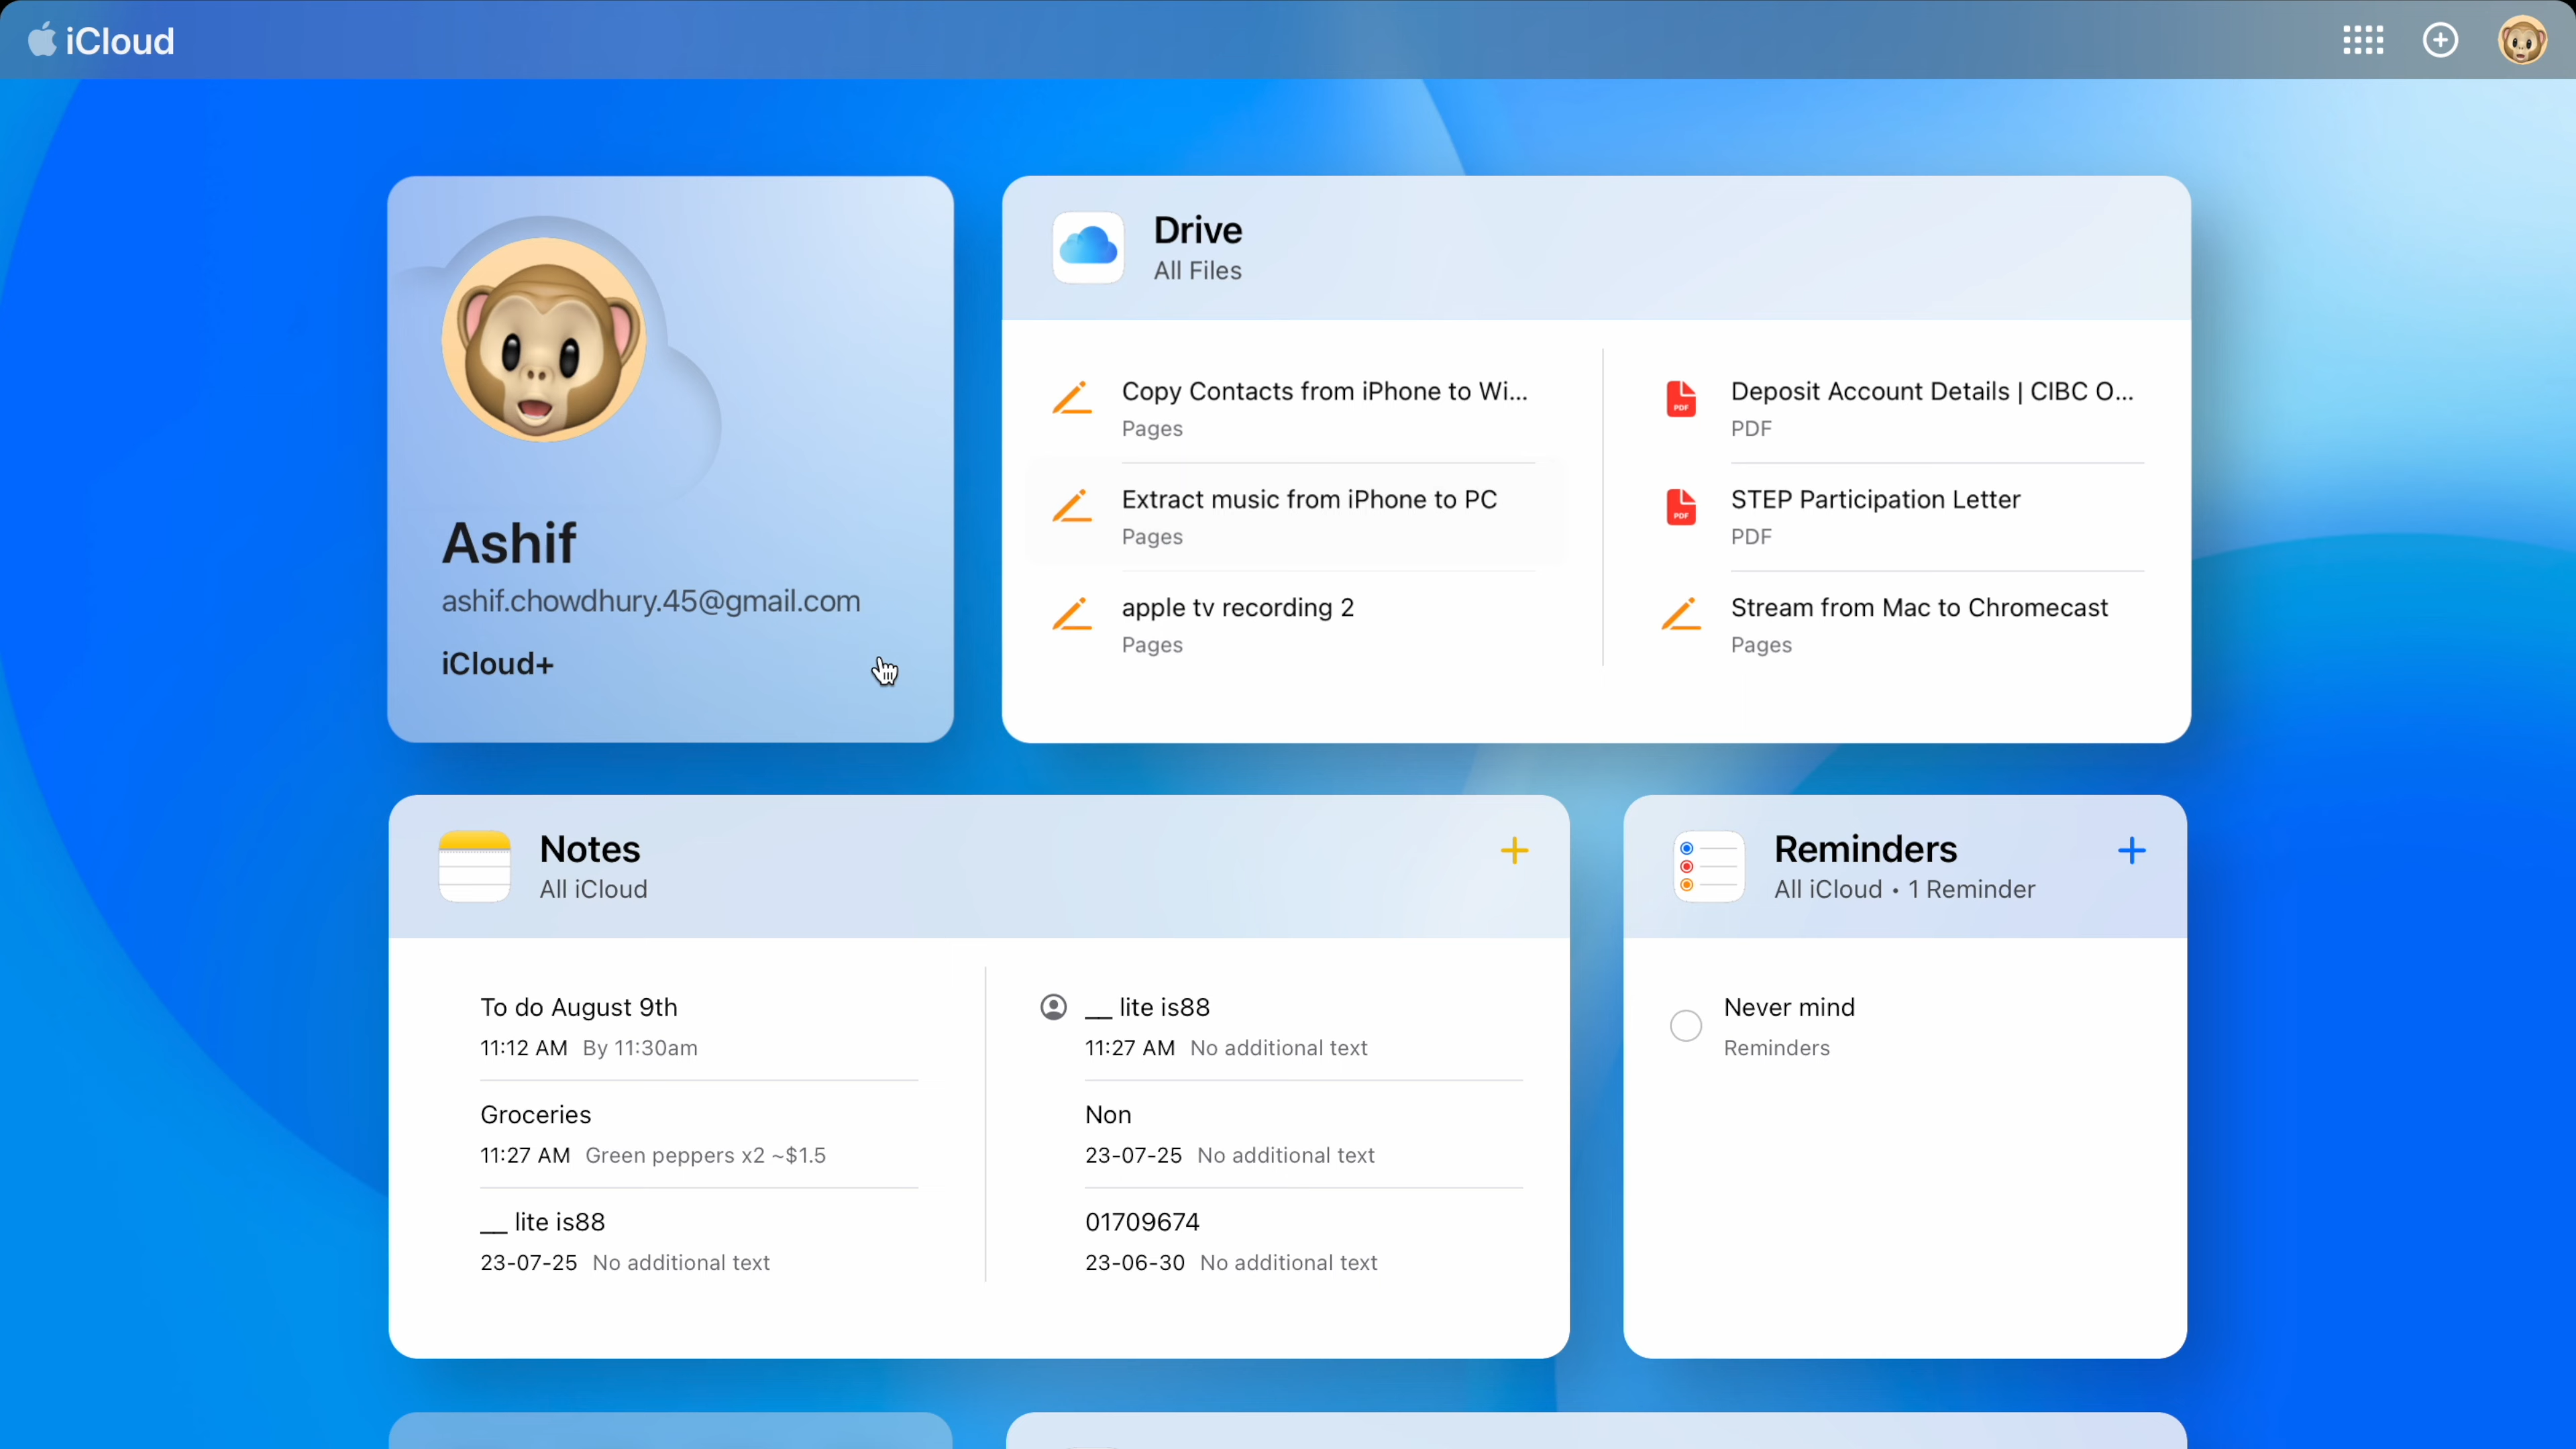 iCloud
Ashif
ashif.chowdhury.45@gmail.com
iCloud+
Drive
All Files
Copy Contacts from iPhone to Wi...
Pages
Extract music from iPhone to PC
Pages
apple tv recording 2
Pages
Deposit Account Details | CIBC O...
PDF
STEP Participation Letter
PDF
Stream from Mac to Chromecast
Pages
Notes
All iCloud
To do August 9th
11:12 AM By 11:30am
Groceries
11:27 AM Green peppers x2 ~$1.5
__ lite is88
23-07-25 No additional text
__ lite is88
11:27 AM No additional text
Non
23-07-25 No additional text
01709674
23-06-30 No additional text
Reminders
All iCloud • 1 Reminder
Never mind
Reminders